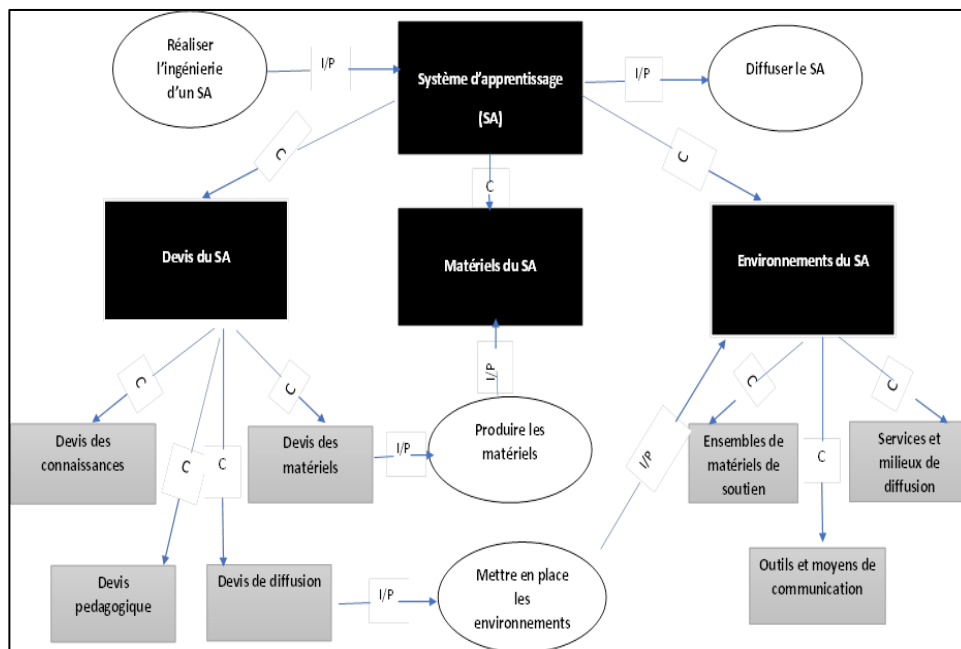 Réaliser
l'ingénierie
d'un SA
I/P
Système d'apprentissage
(SA)
I/P
Diffuser le SA
C
C
C
Devis du SA
Matériels du SA
Environnements du SA
I/P
C
C
C
C
Devis des
connaissances
C
C
Devis des
matériels
I/P
Produire les
matériels
I/P
Ensembles de
matériels de
soutien
C
Services et
milieux de
diffusion
Devis
pedagogique
Devis de diffusion
I/P
Mettre en place
les
environnements
Outils et moyens de
communication